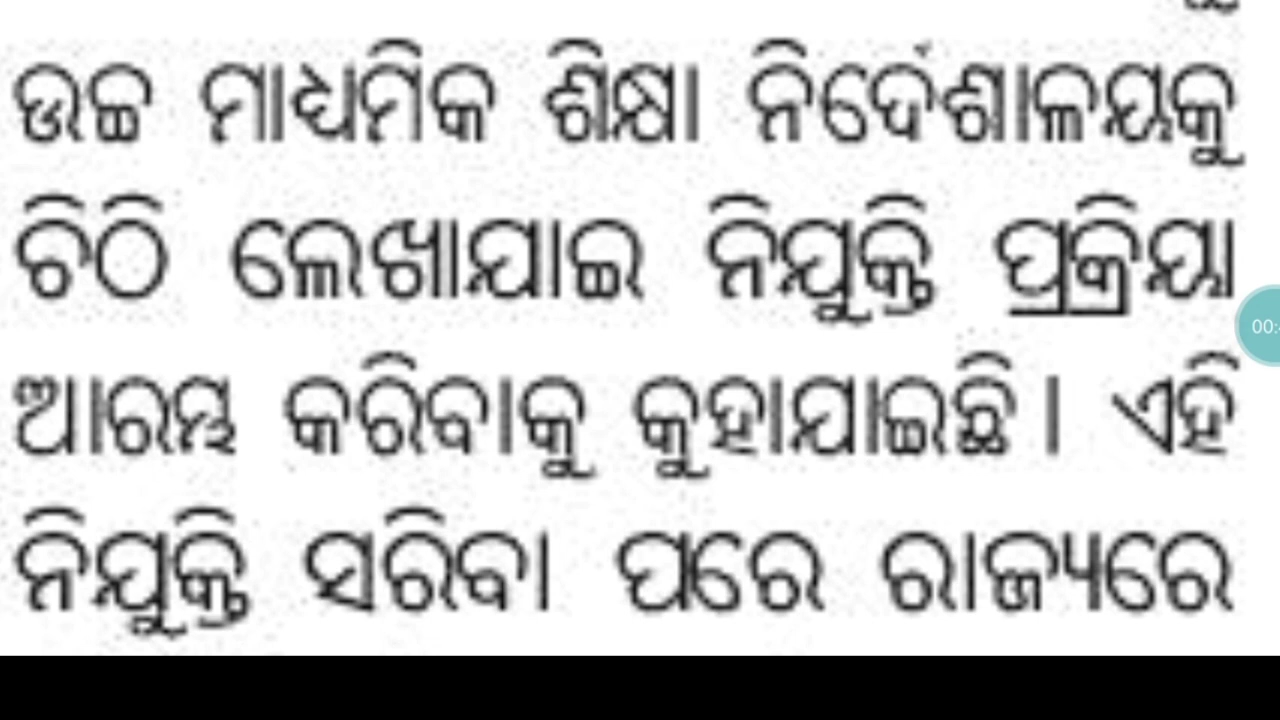 ଉଚ୍ଚ ମାଧ୍ୟମିକ ଶିକ୍ଷା ନିର୍ଦେଶାଳୟକୁ
ଚିଠି ଲେଖାଯାଇ ନିଯୁକ୍ତି ପ୍ରକ୍ରିୟା
ଆରମ୍ଭ କରିବାକୁ କୁହାଯାଇଛି । ଏହି
ନିଯୁକ୍ତି ସରିବା ପରେ ରାଜ୍ୟରେ